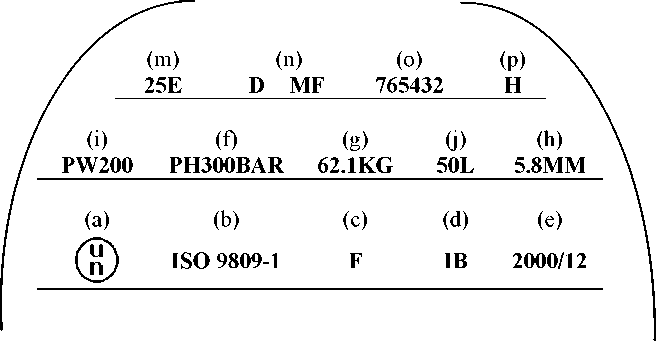 (m) (n) (o) (p)
25E D MF 765432 H
(i) (f) (g) (j) (h)
PW200 PH300BAR 62.1KG 50L 5.8MM
(a) (b) (c) (d) (e)
u n ISO 9809-1 F IB 2000/12